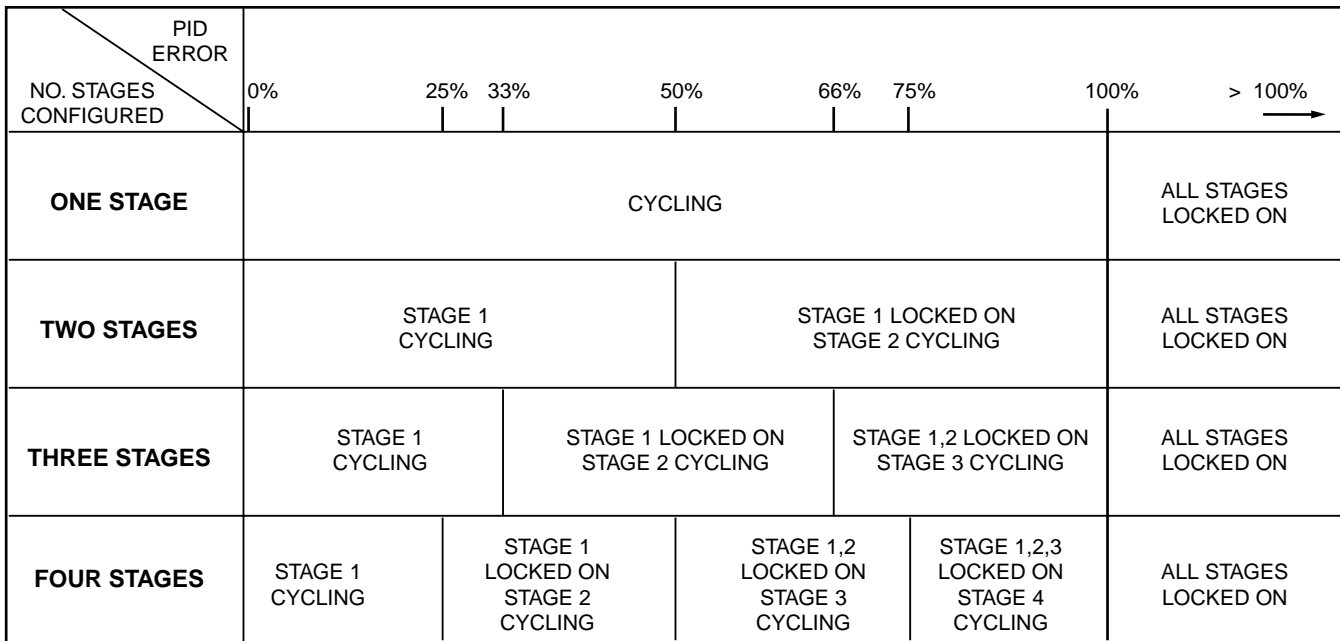 PID
ERROR
NO. STAGES
CONFIGURED
0% 25% 33% 50% 66% 75% 100% > 100%
ONE STAGE
CYCLING
ALL STAGES
LOCKED ON
TWO STAGES
STAGE 1
CYCLING
STAGE 1 LOCKED ON
STAGE 2 CYCLING
ALL STAGES
LOCKED ON
THREE STAGES
STAGE 1
CYCLING
STAGE 1 LOCKED ON
STAGE 2 CYCLING
STAGE 1,2 LOCKED ON
STAGE 3 CYCLING
ALL STAGES
LOCKED ON
FOUR STAGES
STAGE 1
CYCLING
STAGE 1
LOCKED ON
STAGE 2
CYCLING
STAGE 1,2
LOCKED ON
STAGE 3
CYCLING
STAGE 1,2,3
LOCKED ON
STAGE 4
CYCLING
ALL STAGES
LOCKED ON